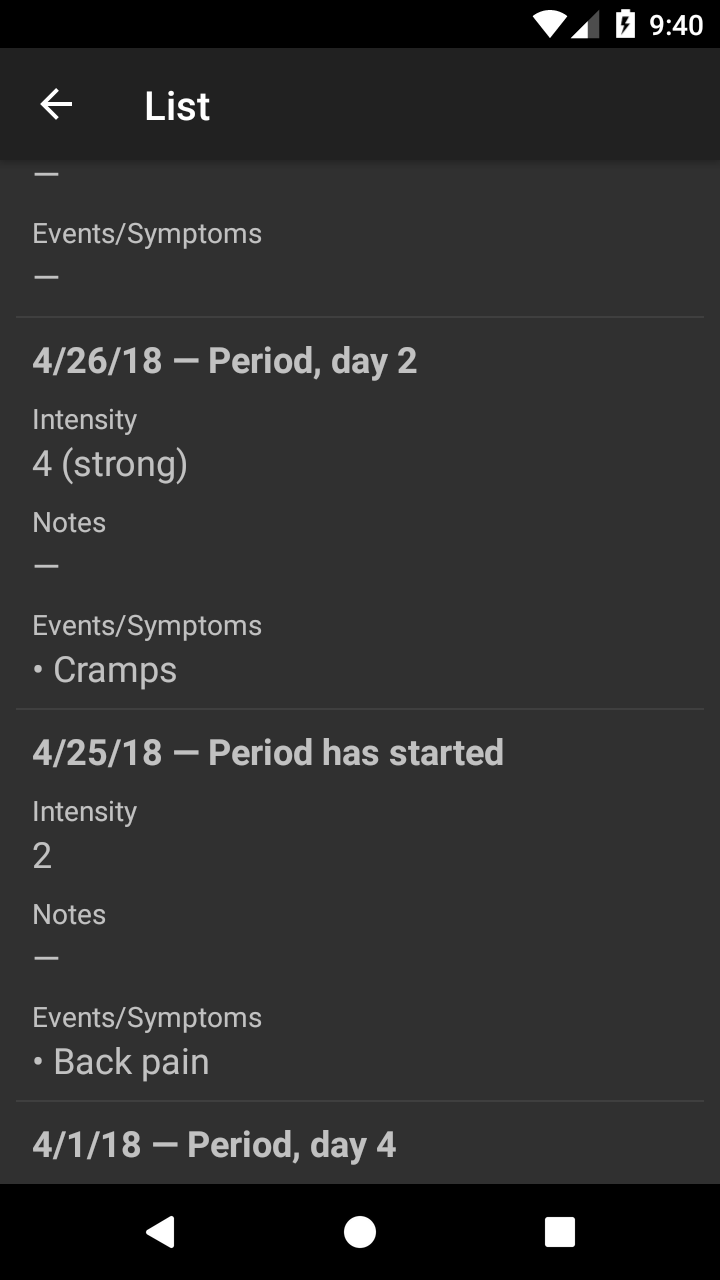 9:40
List
—
Events/Symptoms
—
4/26/18 — Period, day 2
Intensity
4 (strong)
Notes
—
Events/Symptoms
• Cramps
4/25/18 — Period has started
Intensity
2
Notes
—
Events/Symptoms
• Back pain
4/1/18 — Period, day 4